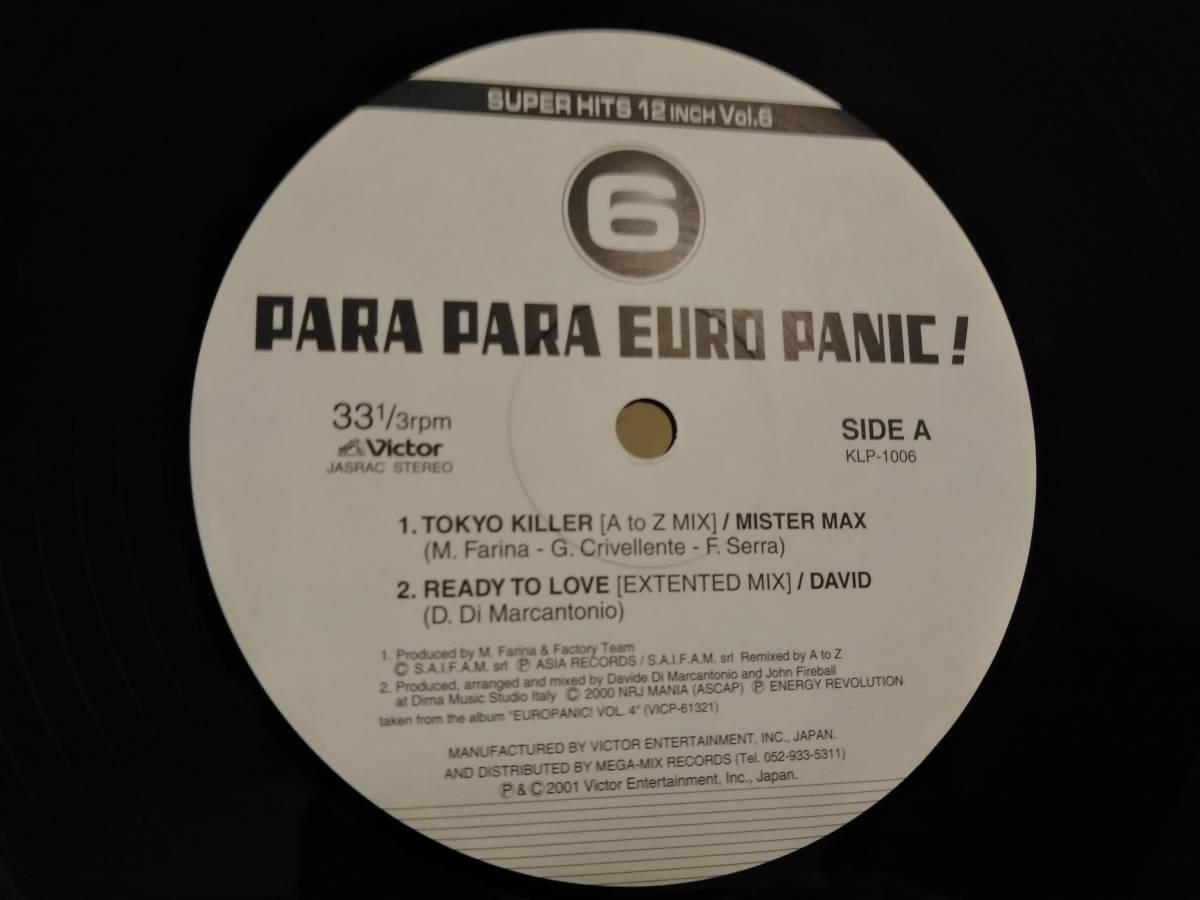 SUPER HITS 12 INCH Vol.6
6
PARA PARA EURO PANIC!
33 1/3rpm
Victor
JASRAC STEREO
SIDE A
KLP-1006
1. TOKYO KILLER [A to Z MIX] / MISTER MAX
(M. Farina - G. Crivellente - F. Serra)
2. READY TO LOVE [EXTENTED MIX] / DAVID
(D. Di Marcantonio)
1. Produced by M. Farina & Factory Team
Ⓒ S.A.I.F.A.M. srl Ⓟ ASIA RECORDS / S.A.I.F.A.M. srl Remixed by A to Z
2. Produced, arranged and mixed by Davide Di Marcantonio and John Fireball
at Dima Music Studio Italy Ⓒ 2000 NRJ MANIA (ASCAP) Ⓟ ENERGY REVOLUTION
taken from the album "EUROPANIC! VOL. 4" (VICP-61321)
MANUFACTURED BY VICTOR ENTERTAINMENT, INC., JAPAN.
AND DISTRIBUTED BY MEGA-MIX RECORDS (Tel. 052-933-5311)
Ⓟ & Ⓒ 2001 Victor Entertainment, Inc., Japan.